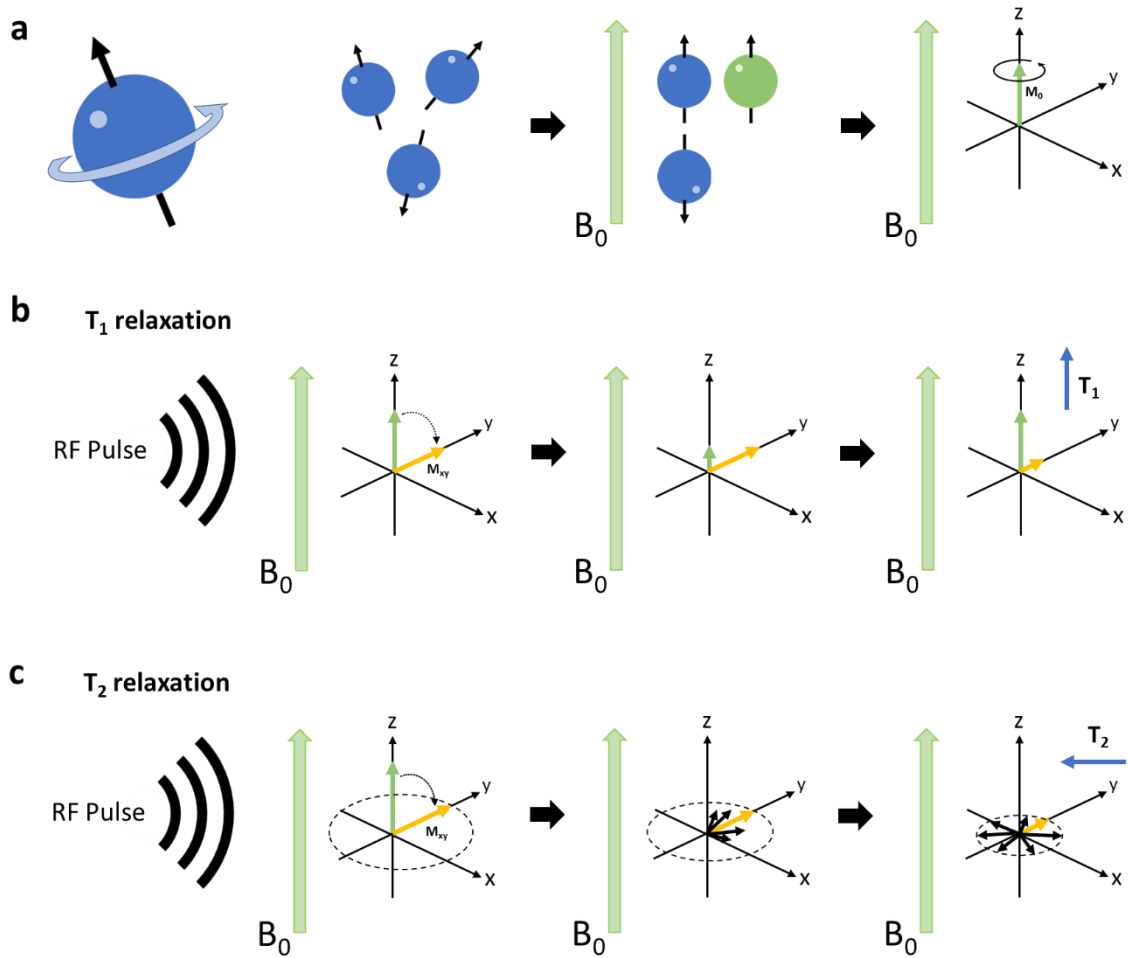 a
z
y
M₀
X
B₀
B₀
b
T₁ relaxation
RF Pulse
z
y
Mxy
X
B₀
z
y
X
B₀
z
T₁
y
X
B₀
c
T₂ relaxation
RF Pulse
z
y
Mxy
X
B₀
z
y
X
B₀
z
T₂
y
X
B₀